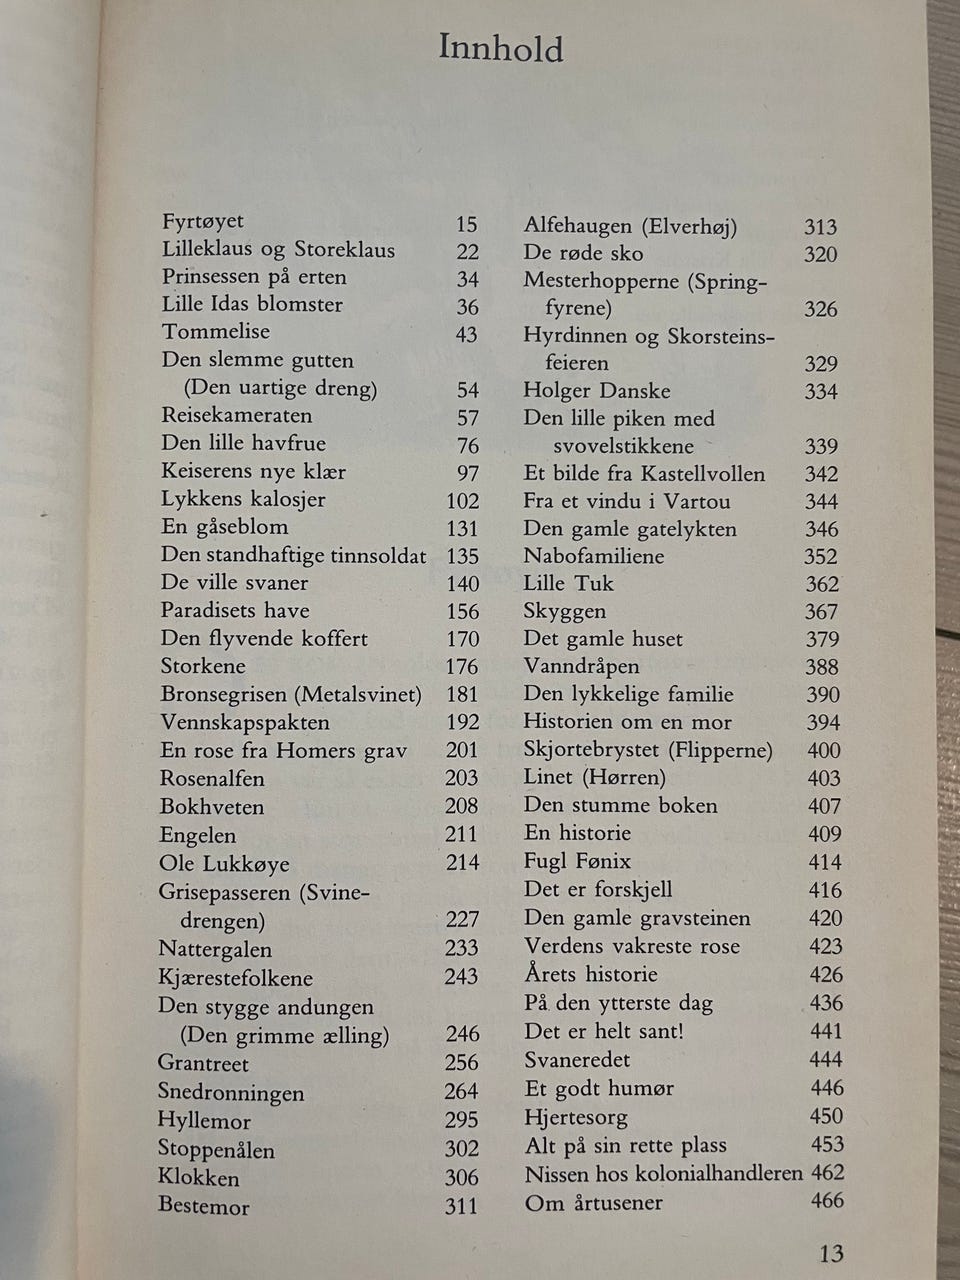 Innhold
Fyrtøyet 15
Lilleklaus og Storeklaus 22
Prinsessen på erten 34
Lille Idas blomster 36
Tommelise 43
Den slemme gutten
(Den uartige dreng) 54
Reisekameraten 57
Den lille havfrue 76
Keiserens nye klær 97
Lykkens kalosjer 102
En gåseblom 131
Den standhaftige tinnsoldat 135
De ville svaner 140
Paradisets have 156
Den flyvende koffert 170
Storkene 176
Bronsegrisen (Metalsvinet) 181
Vennskapspakten 192
En rose fra Homers grav 201
Rosenalfen 203
Bokhveten 208
Engelen 211
Ole Lukkøye 214
Grisepasseren (Svine-
drengen) 227
Nattergalen 233
Kjærestefolkene 243
Den stygge andungen
(Den grimme ælling) 246
Grantreet 256
Snedronningen 264
Hyllemor 295
Stoppenålen 302
Klokken 306
Bestemor 311
Alfehaugen (Elverhøj) 313
De røde sko 320
Mesterhopperne (Spring-
fyrene) 326
Hyrdinnen og Skorsteins-
feieren 329
Holger Danske 334
Den lille piken med
svovelstikkene 339
Et bilde fra Kastellvollen 342
Fra et vindu i Vartou 344
Den gamle gatelykten 346
Nabofamiliene 352
Lille Tuk 362
Skyggen 367
Det gamle huset 379
Vanndråpen 388
Den lykkelige familie 390
Historien om en mor 394
Skjortebrystet (Flipperne) 400
Linet (Hørren) 403
Den stumme boken 407
En historie 409
Fugl Fønix 414
Det er forskjell 416
Den gamle gravsteinen 420
Verdens vakreste rose 423
Årets historie 426
På den ytterste dag 436
Det er helt sant! 441
Svaneredet 444
Et godt humør 446
Hjertesorg 450
Alt på sin rette plass 453
Nissen hos kolonialhandleren 462
Om årtusener 466
13